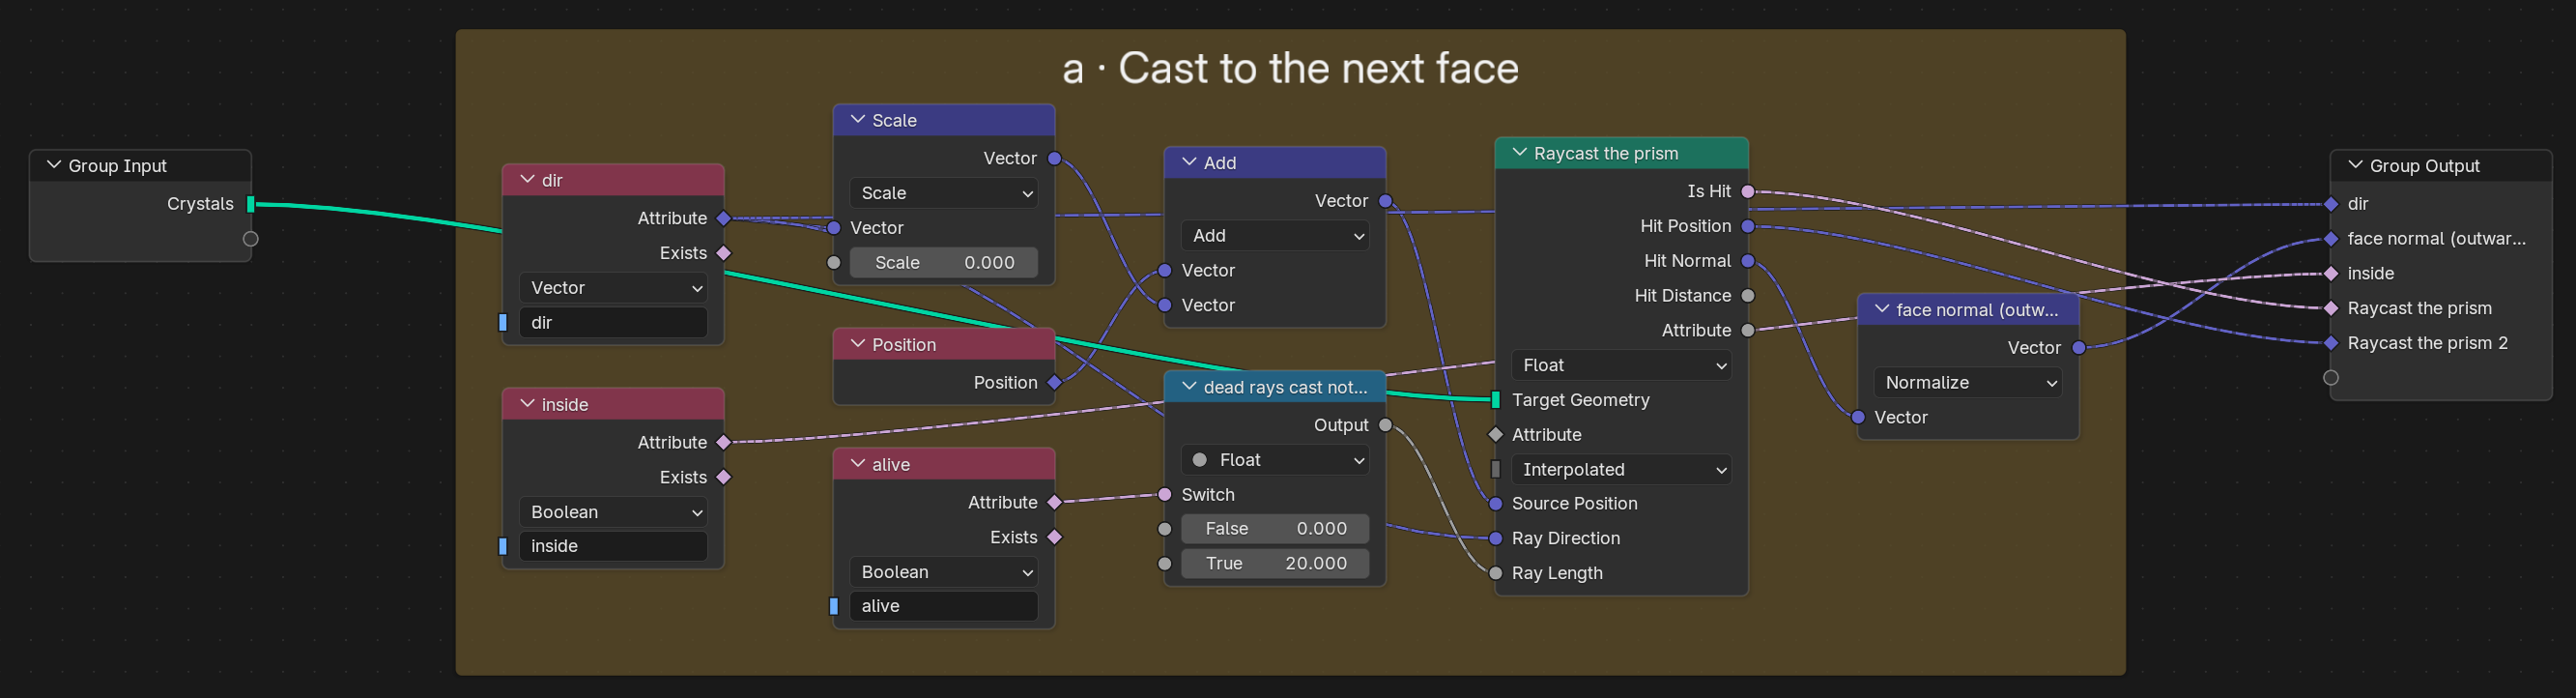 a · Cast to the next face
Group Input
Crystals
dir
Attribute
Exists
Vector
dir
inside
Attribute
Exists
Boolean
inside
Scale
Vector
Scale
Vector
Scale 0.000
Position
Position
alive
Attribute
Exists
Boolean
alive
Add
Vector
Add
Vector
Vector
dead rays cast not...
Output
Float
Switch
False 0.000
True 20.000
Raycast the prism
Is Hit
Hit Position
Hit Normal
Hit Distance
Attribute
Float
Target Geometry
Attribute
Interpolated
Source Position
Ray Direction
Ray Length
face normal (outw...
Vector
Normalize
Vector
Group Output
dir
face normal (outwar...
inside
Raycast the prism
Raycast the prism 2